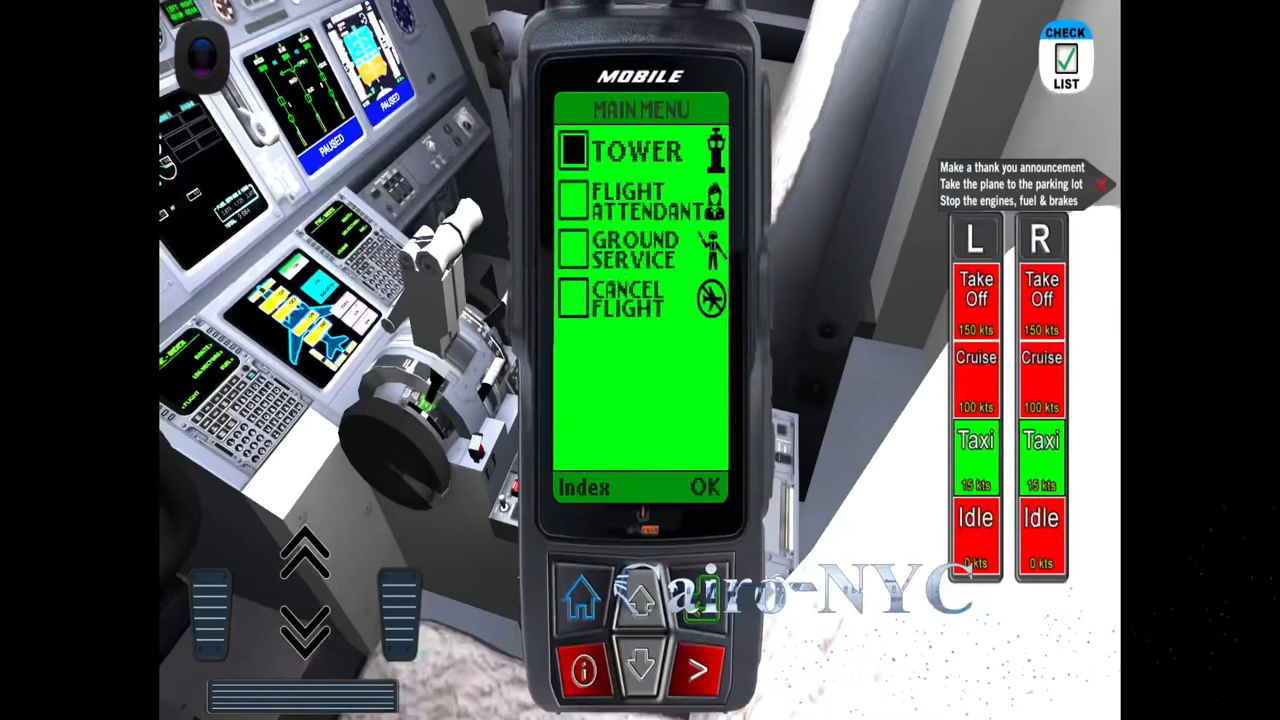 MOBILE
MAIN MENU
TOWER
FLIGHT
ATTENDANT
GROUND
SERVICE
CANCEL
FLIGHT
Index OK
CHECK
LIST
Make a thank you announcement
Take the plane to the parking lot
Stop the engines, fuel & brakes
L R
Take
Off
150 kts
Take
Off
150 kts
Cruise
100 kts
Cruise
100 kts
Taxi
15 kts
Taxi
15 kts
Idle
0 kts
Idle
0 kts
PAUSED
PAUSED
Cairo-NYC